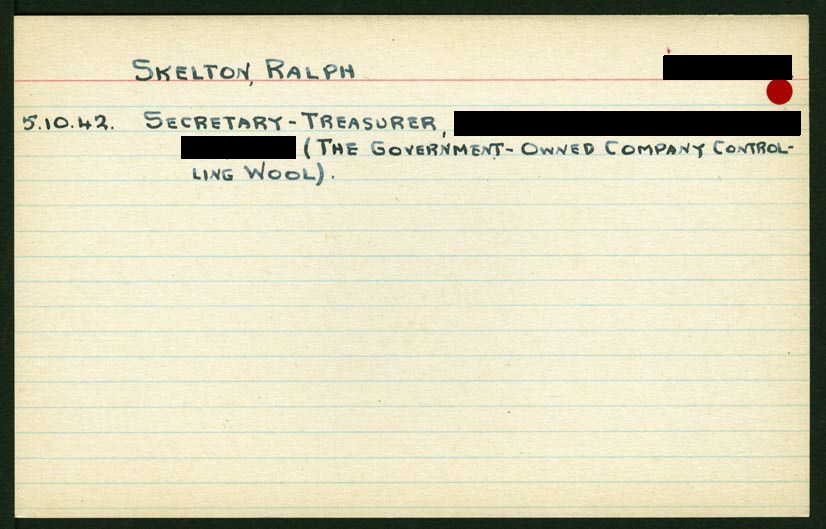 SKELTON, RALPH
5.10.42. SECRETARY-TREASURER,
(THE GOVERNMENT-OWNED COMPANY CONTROL-
LING WOOL).